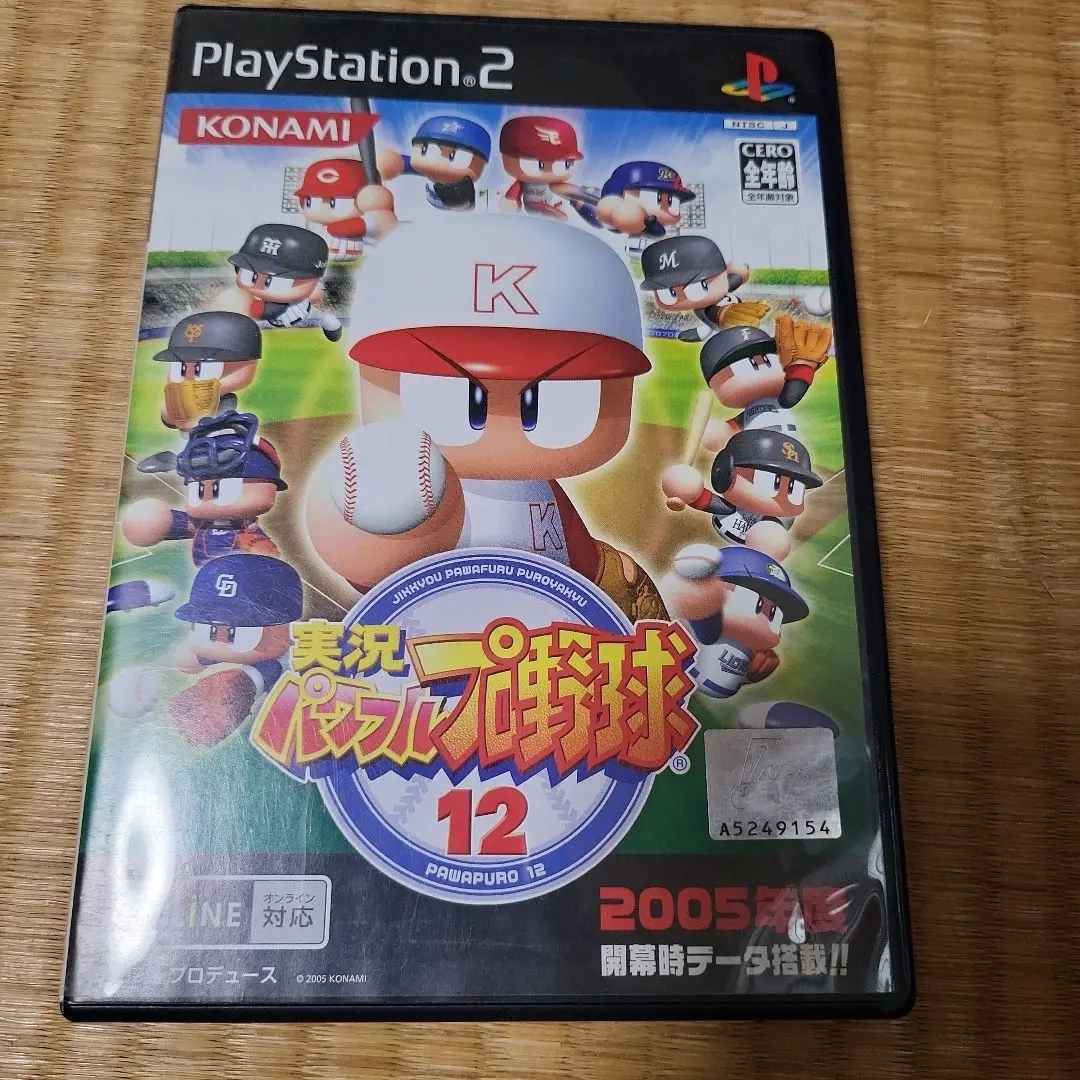 PlayStation®2
NTSC J
KONAMI
CERO
全年齢
全年齢対象
K
K
JIKKYOU PAWAFURU PUROYAKYU
実況
パワフルプロ野球®
12
PAWAPURO 12
A5249154
オンライン
対応
2005年度
開幕時データ搭載!!
プロデュース
©2005 KONAMI